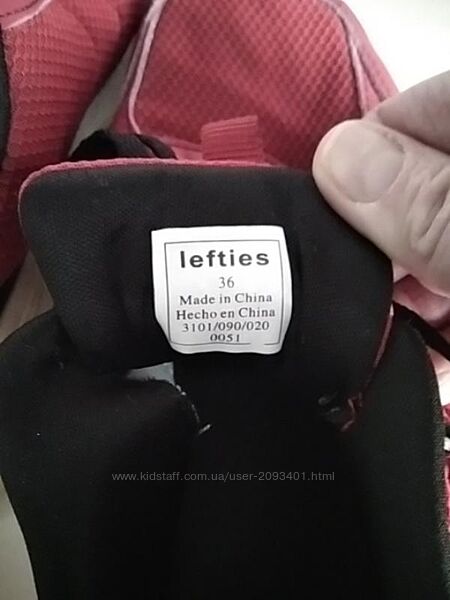 lefties
36
Made in China
Hecho en China
3101/090/020
0051
www.kidstaff.com.ua/user-2093401.html